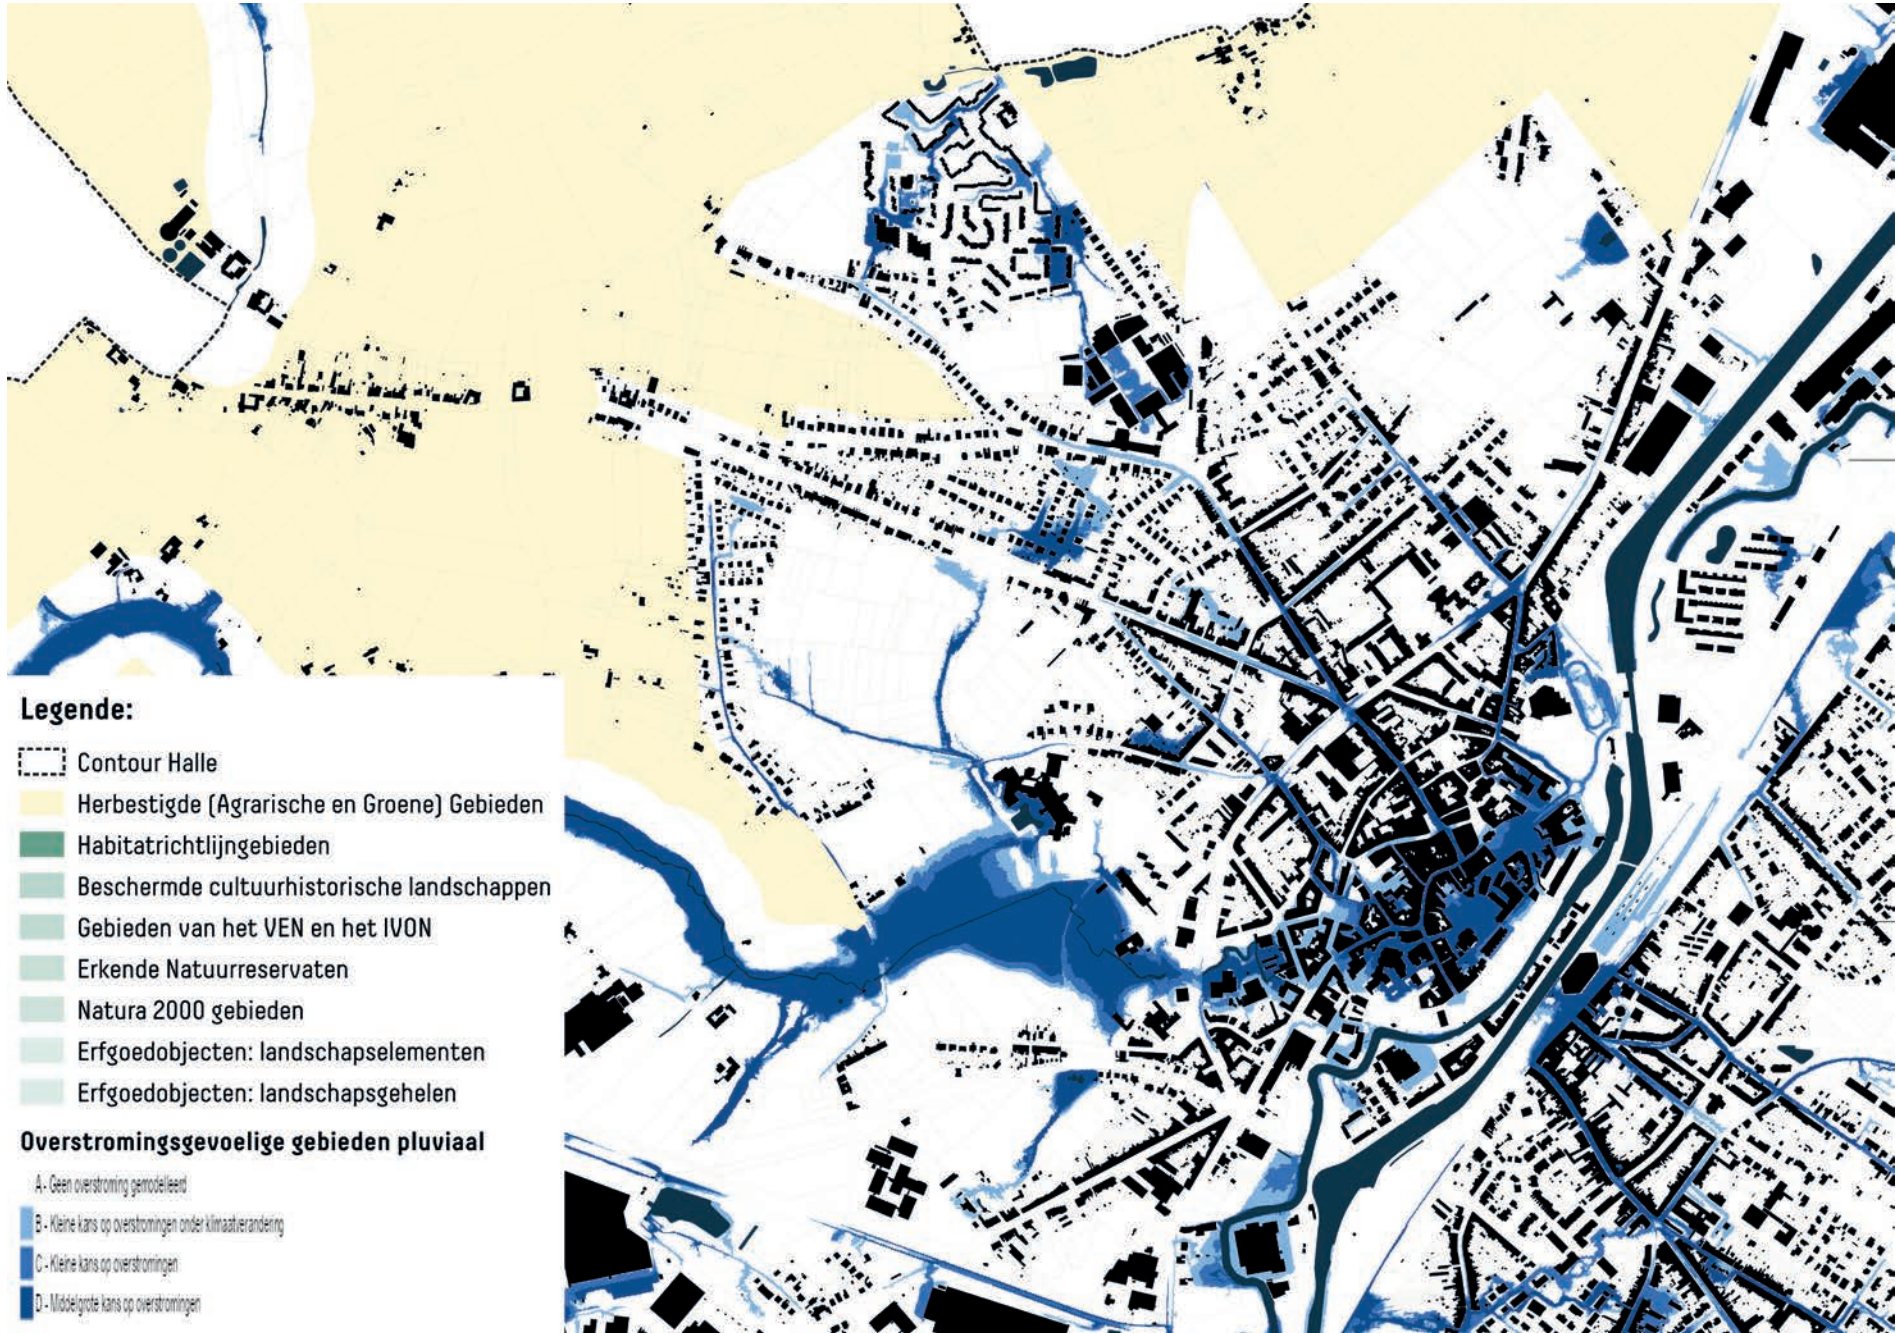 Legende:
Contour Halle
Herbestigde (Agrarische en Groene) Gebieden
Habitatrichtlijngebieden
Beschermde cultuurhistorische landschappen
Gebieden van het VEN en het IVON
Erkende Natuurreservaten
Natura 2000 gebieden
Erfgoedobjecten: landschapselementen
Erfgoedobjecten: landschapsgehelen
Overstromingsgevoelige gebieden pluviaal
A - Geen overstroming gemodelleerd
B - Kleine kans op overstromingen onder klimaatverandering
C - Kleine kans op overstromingen
D - Middelgrote kans op overstromingen